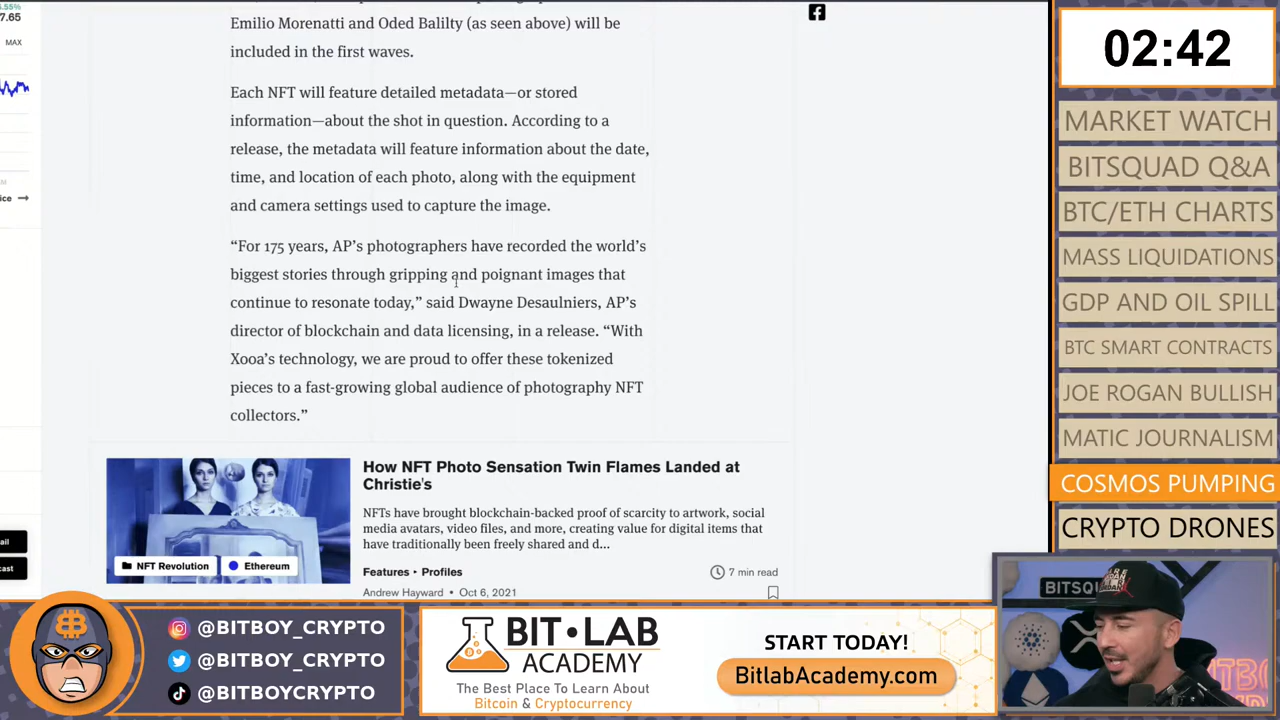 5.55%
7.65
MAX
ice →
ail
cast
Emilio Morenatti and Oded Balilty (as seen above) will be
included in the first waves.
Each NFT will feature detailed metadata—or stored
information—about the shot in question. According to a
release, the metadata will feature information about the date,
time, and location of each photo, along with the equipment
and camera settings used to capture the image.
“For 175 years, AP’s photographers have recorded the world’s
biggest stories through gripping and poignant images that
continue to resonate today,” said Dwayne Desaulniers, AP’s
director of blockchain and data licensing, in a release. “With
Xooa’s technology, we are proud to offer these tokenized
pieces to a fast-growing global audience of photography NFT
collectors.”
How NFT Photo Sensation Twin Flames Landed at
Christie's
NFTs have brought blockchain-backed proof of scarcity to artwork, social
media avatars, video files, and more, creating value for digital items that
have traditionally been freely shared and d...
NFT Revolution
Ethereum
Features • Profiles
7 min read
Andrew Hayward • Oct 6, 2021
02:42
MARKET WATCH
BITSQUAD Q&A
BTC/ETH CHARTS
MASS LIQUIDATIONS
GDP AND OIL SPILL
BTC SMART CONTRACTS
JOE ROGAN BULLISH
MATIC JOURNALISM
COSMOS PUMPING
CRYPTO DRONES
BITSQU
@BITBOY_CRYPTO
@BITBOY_CRYPTO
@BITBOYCRYPTO
BIT•LAB
ACADEMY
The Best Place To Learn About
Bitcoin & Cryptocurrency
START TODAY!
BitlabAcademy.com